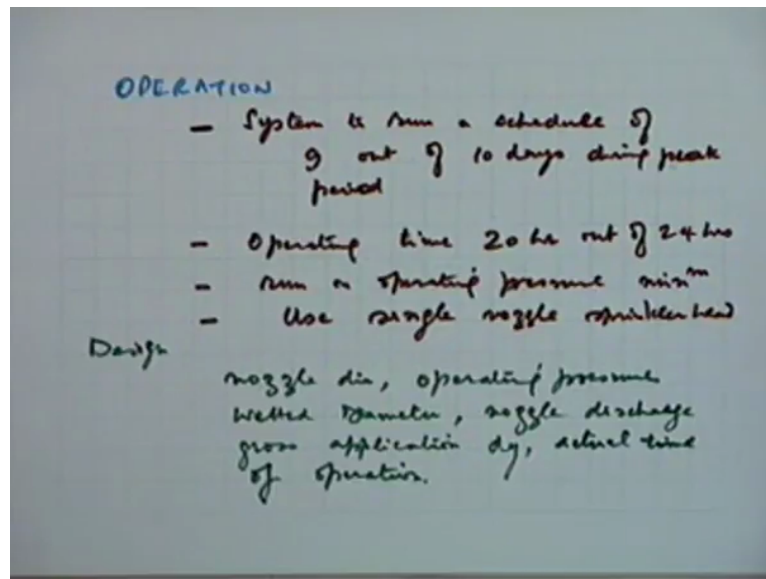 OPERATION
- System to run a schedule of
9 out of 10 days during peak
period
- Operating time 20 hr out of 24 hrs
- run on operating pressure minm
- Use single nozzle sprinkler head
Design
nozzle dia, operating pressure
wetted diameter, nozzle discharge
gross application dg, actual time
of operation.